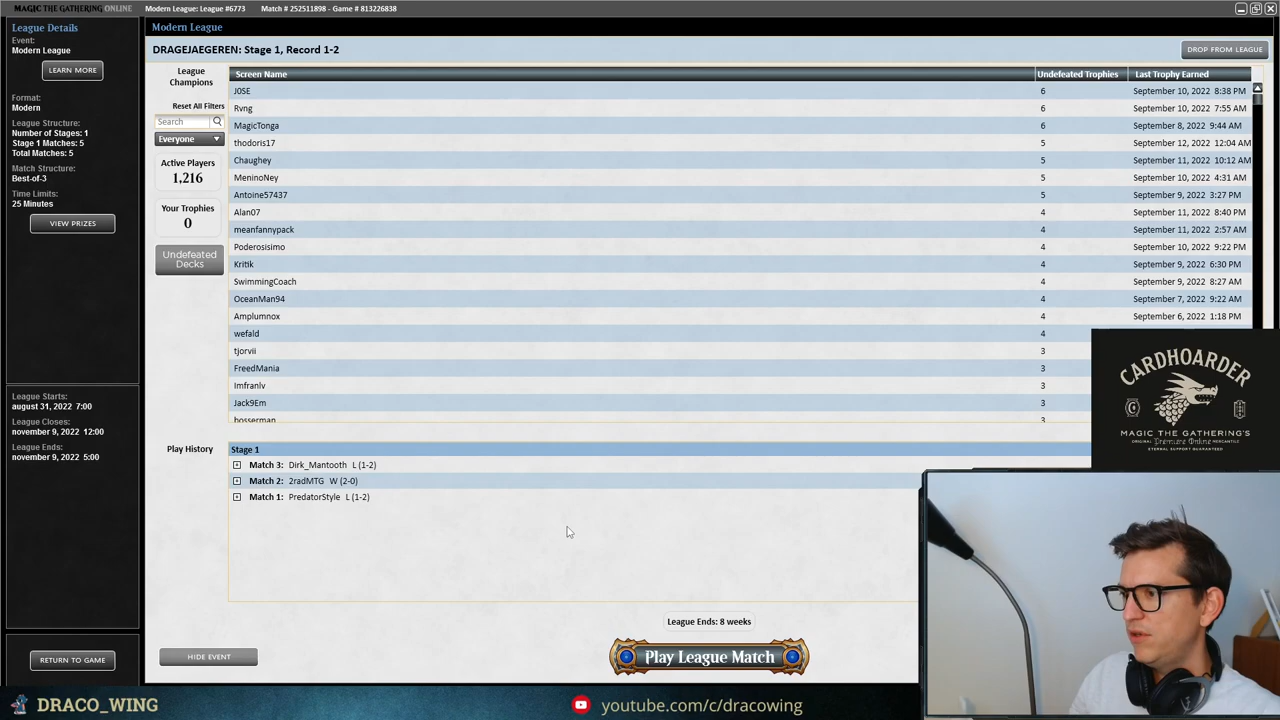 MAGIC THE GATHERING ONLINE
Modern League: League #6773
Match # 252511898 - Game # 813226838
League Details
Event:
Modern League
LEARN MORE
Format:
Modern
League Structure:
Number of Stages: 1
Stage 1 Matches: 5
Total Matches: 5
Match Structure:
Best-of-3
Time Limits:
25 Minutes
VIEW PRIZES
League Starts:
august 31, 2022 7:00
League Closes:
november 9, 2022 12:00
League Ends:
november 9, 2022 5:00
RETURN TO GAME
Modern League
DRAGEJAEGEREN: Stage 1, Record 1-2
DROP FROM LEAGUE
League
Champions
Reset All Filters
Search
Everyone
Active Players
1,216
Your Trophies
0
Undefeated
Decks
Screen Name Undefeated Trophies Last Trophy Earned
J0SE 6 September 10, 2022 8:38 PM
Rvng 6 September 10, 2022 7:55 AM
MagicTonga 6 September 8, 2022 9:44 AM
thodoris17 5 September 12, 2022 12:04 AM
Chaughey 5 September 11, 2022 10:12 AM
MeninoNey 5 September 10, 2022 4:31 AM
Antoine57437 5 September 9, 2022 3:27 PM
Alan07 4 September 11, 2022 8:40 PM
meanfannypack 4 September 11, 2022 2:57 AM
Poderosisimo 4 September 10, 2022 9:22 PM
Kritik 4 September 9, 2022 6:30 PM
SwimmingCoach 4 September 9, 2022 8:27 AM
OceanMan94 4 September 7, 2022 9:22 AM
Amplumnox 4 September 6, 2022 1:18 PM
wefald 4
tjorvii 3
FreedMania 3
Imfranlv 3
Jack9Em 3
bosserman 3
Play History
Stage 1
Match 3: Dirk_Mantooth L (1-2)
Match 2: 2radMTG W (2-0)
Match 1: PredatorStyle L (1-2)
League Ends: 8 weeks
HIDE EVENT
Play League Match
CARDHOARDER
MAGIC THE GATHERING'S
ORIGINAL Premiere Online MERCANTILE
ETERNAL SUPPORT GUARANTEED
DRACO_WING
youtube.com/c/dracowing